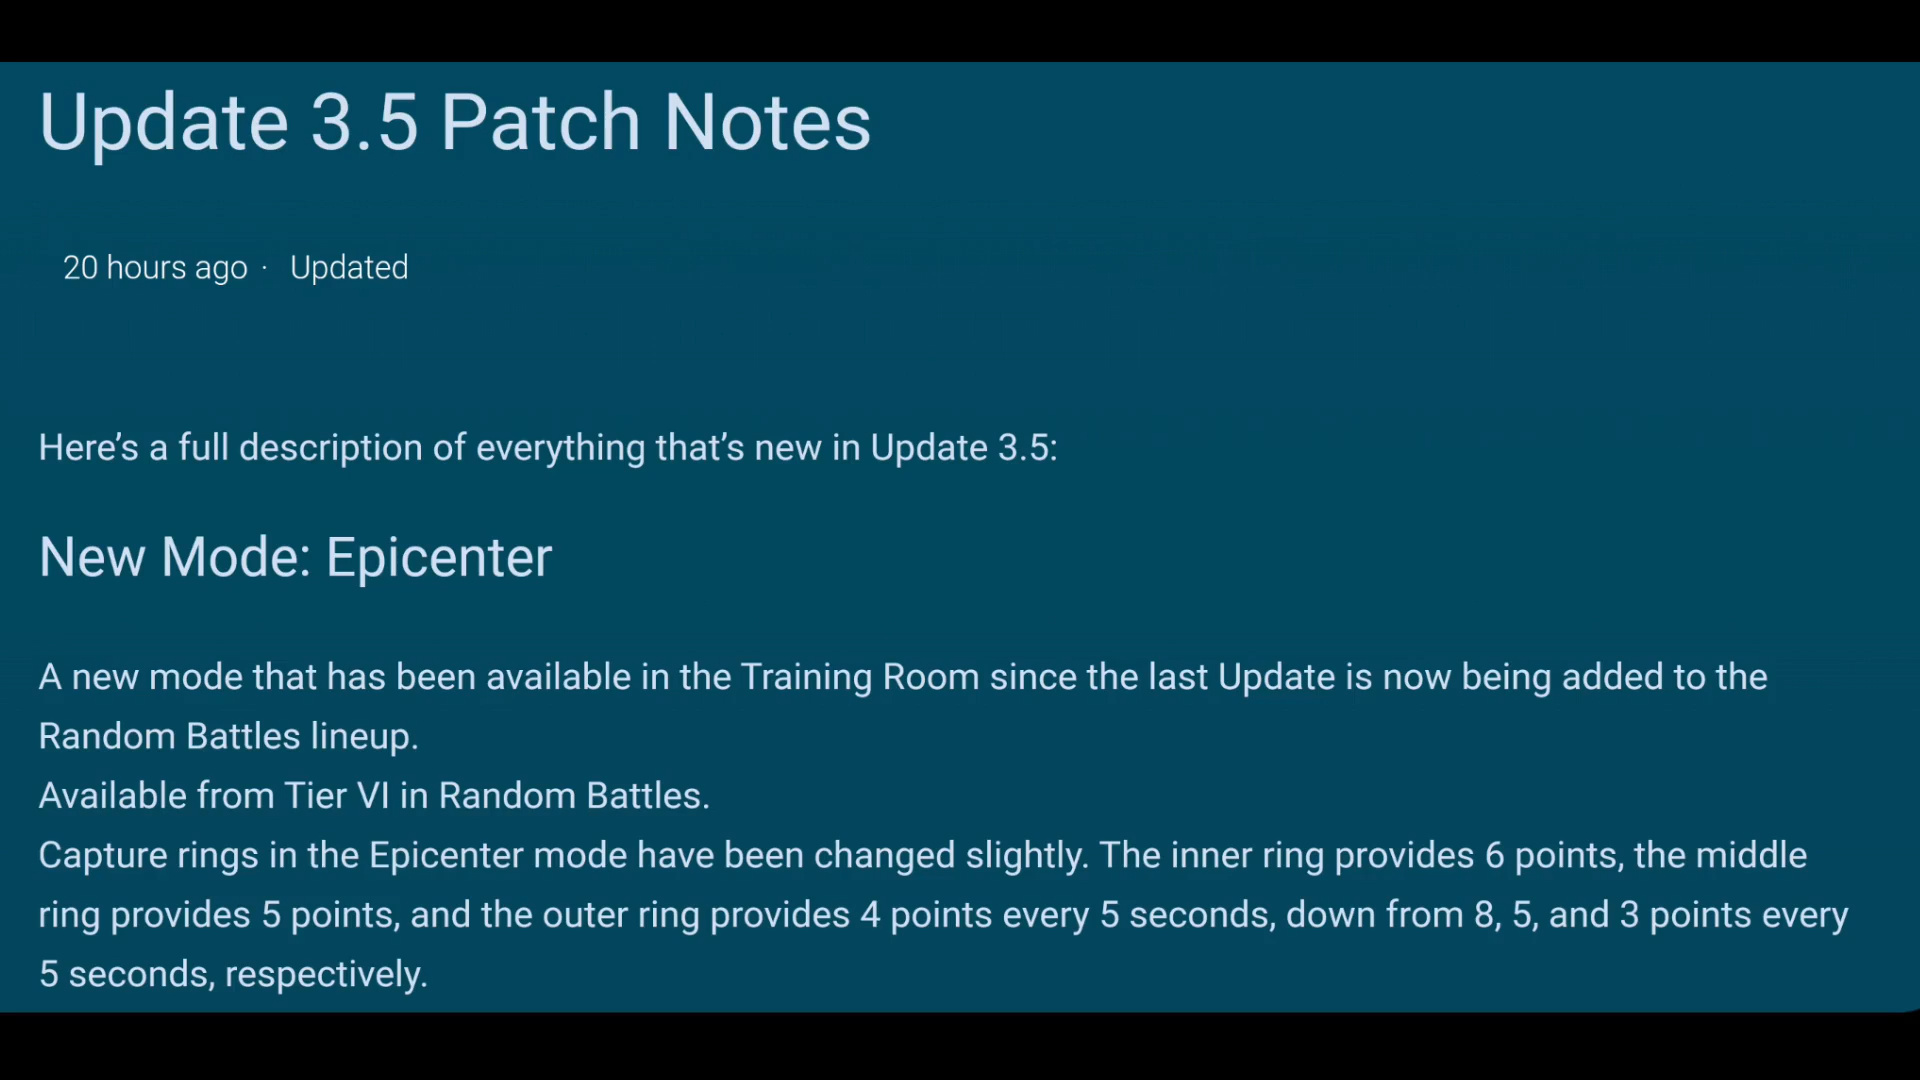 Update 3.5 Patch Notes
20 hours ago · Updated
Here’s a full description of everything that’s new in Update 3.5:
New Mode: Epicenter
A new mode that has been available in the Training Room since the last Update is now being added to the
Random Battles lineup.
Available from Tier VI in Random Battles.
Capture rings in the Epicenter mode have been changed slightly. The inner ring provides 6 points, the middle
ring provides 5 points, and the outer ring provides 4 points every 5 seconds, down from 8, 5, and 3 points every
5 seconds, respectively.